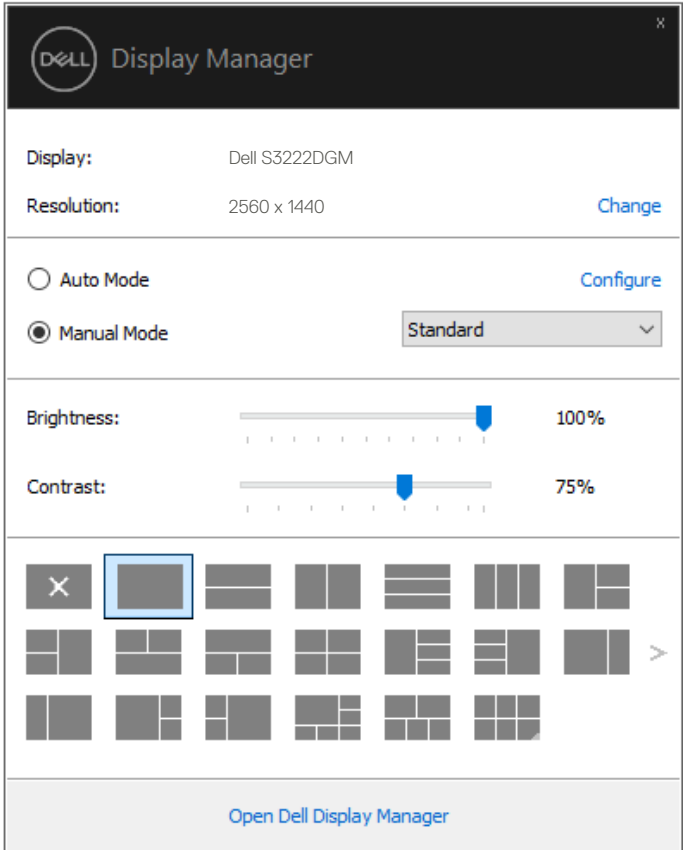 x
DELL Display Manager
Display: Dell S3222DGM
Resolution: 2560 x 1440 Change
Auto Mode Configure
Manual Mode Standard
Brightness: 100%
Contrast: 75%
Open Dell Display Manager